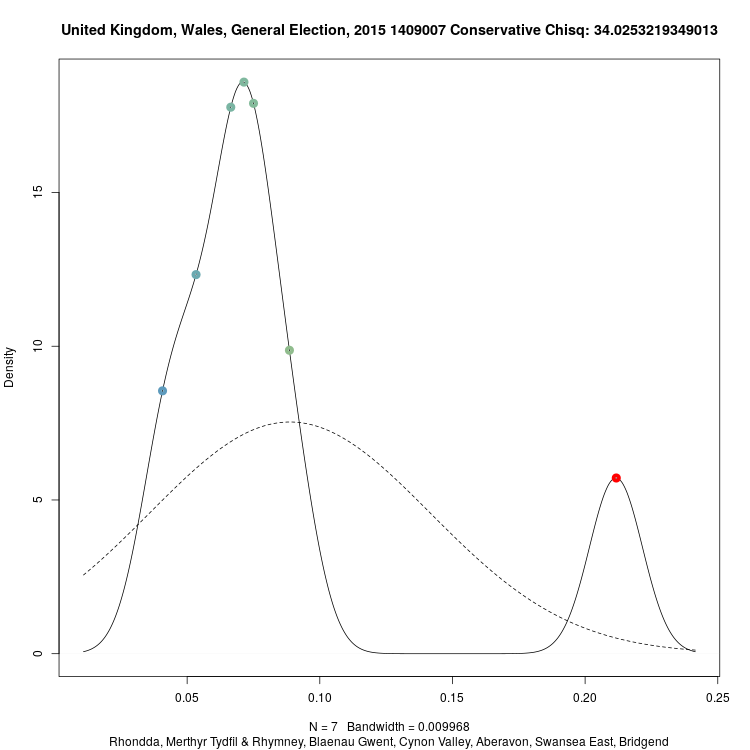 United Kingdom, Wales, General Election, 2015 1409007 Conservative Chisq: 34.0253219349013
15
10
5
0
Density
0.05 0.10 0.15 0.20 0.25
N = 7 Bandwidth = 0.009968
Rhondda, Merthyr Tydfil & Rhymney, Blaenau Gwent, Cynon Valley, Aberavon, Swansea East, Bridgend